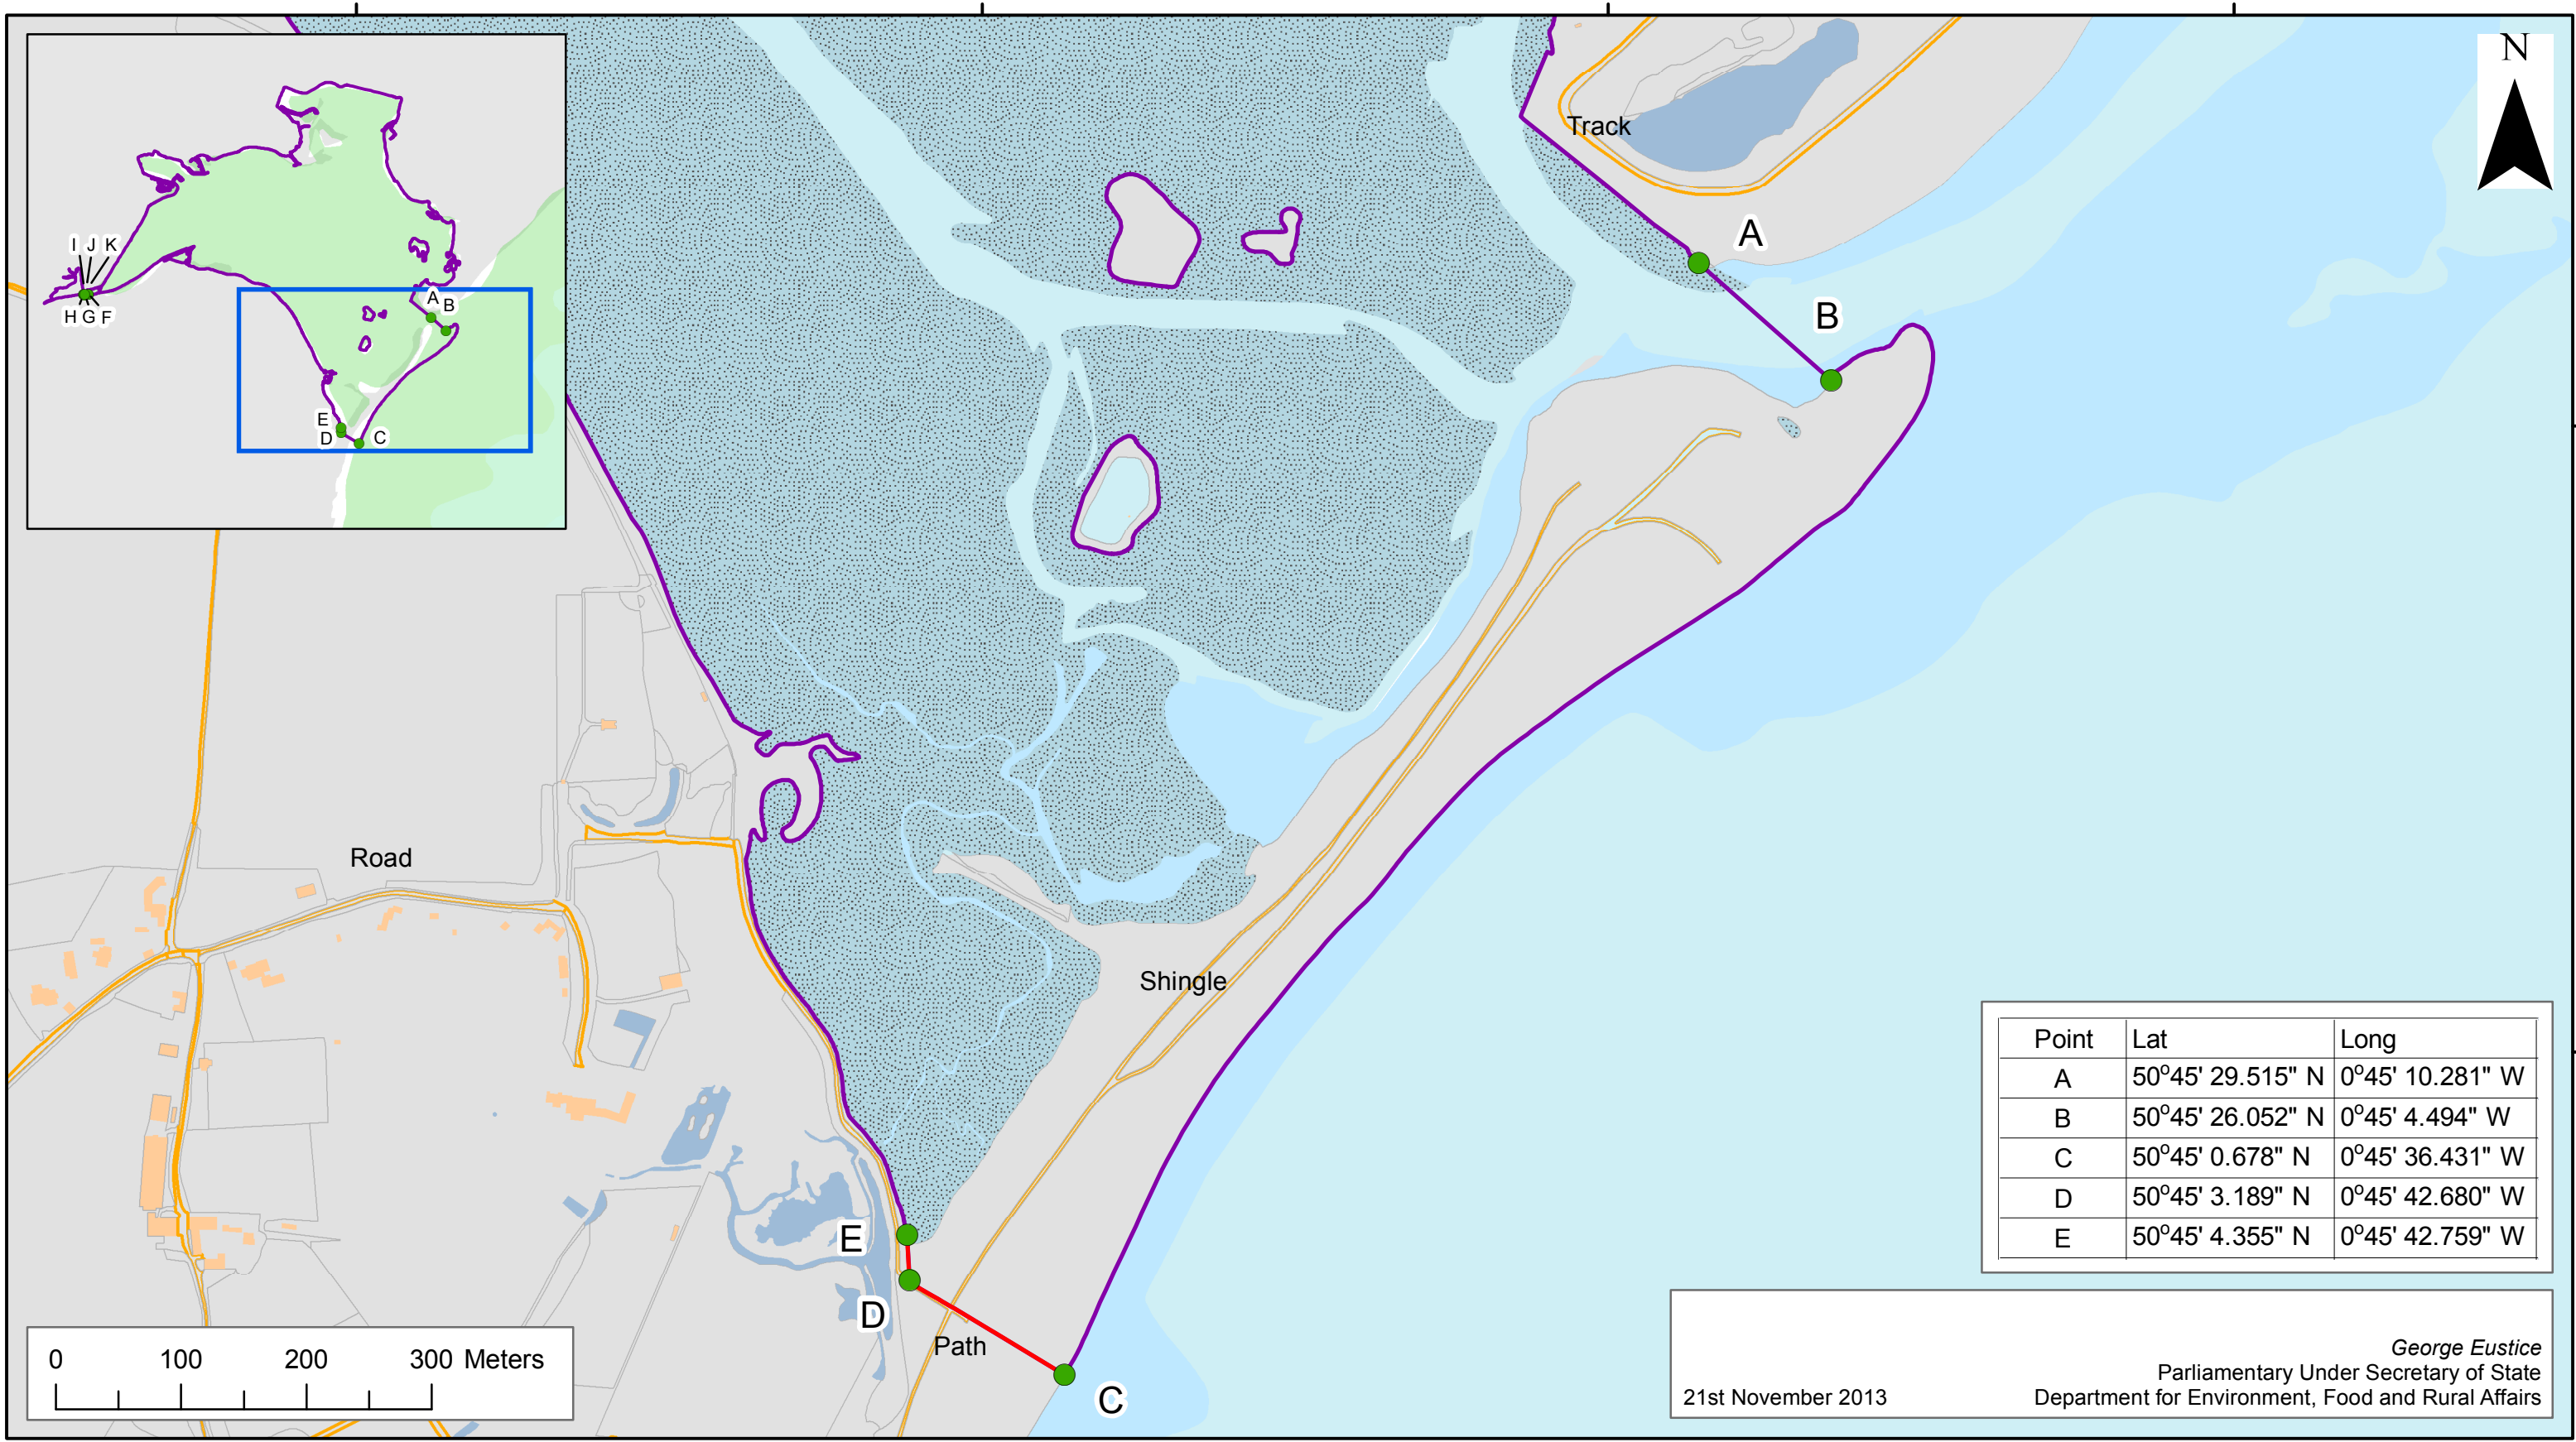 N
I J K
H G F
A B
E
D C
Track
A
B
Road
Shingle
E
D
Path
C
Point Lat Long
A 50°45' 29.515" N 0°45' 10.281" W
B 50°45' 26.052" N 0°45' 4.494" W
C 50°45' 0.678" N 0°45' 36.431" W
D 50°45' 3.189" N 0°45' 42.680" W
E 50°45' 4.355" N 0°45' 42.759" W
0 100 200 300 Meters
George Eustice
Parliamentary Under Secretary of State
21st November 2013 Department for Environment, Food and Rural Affairs